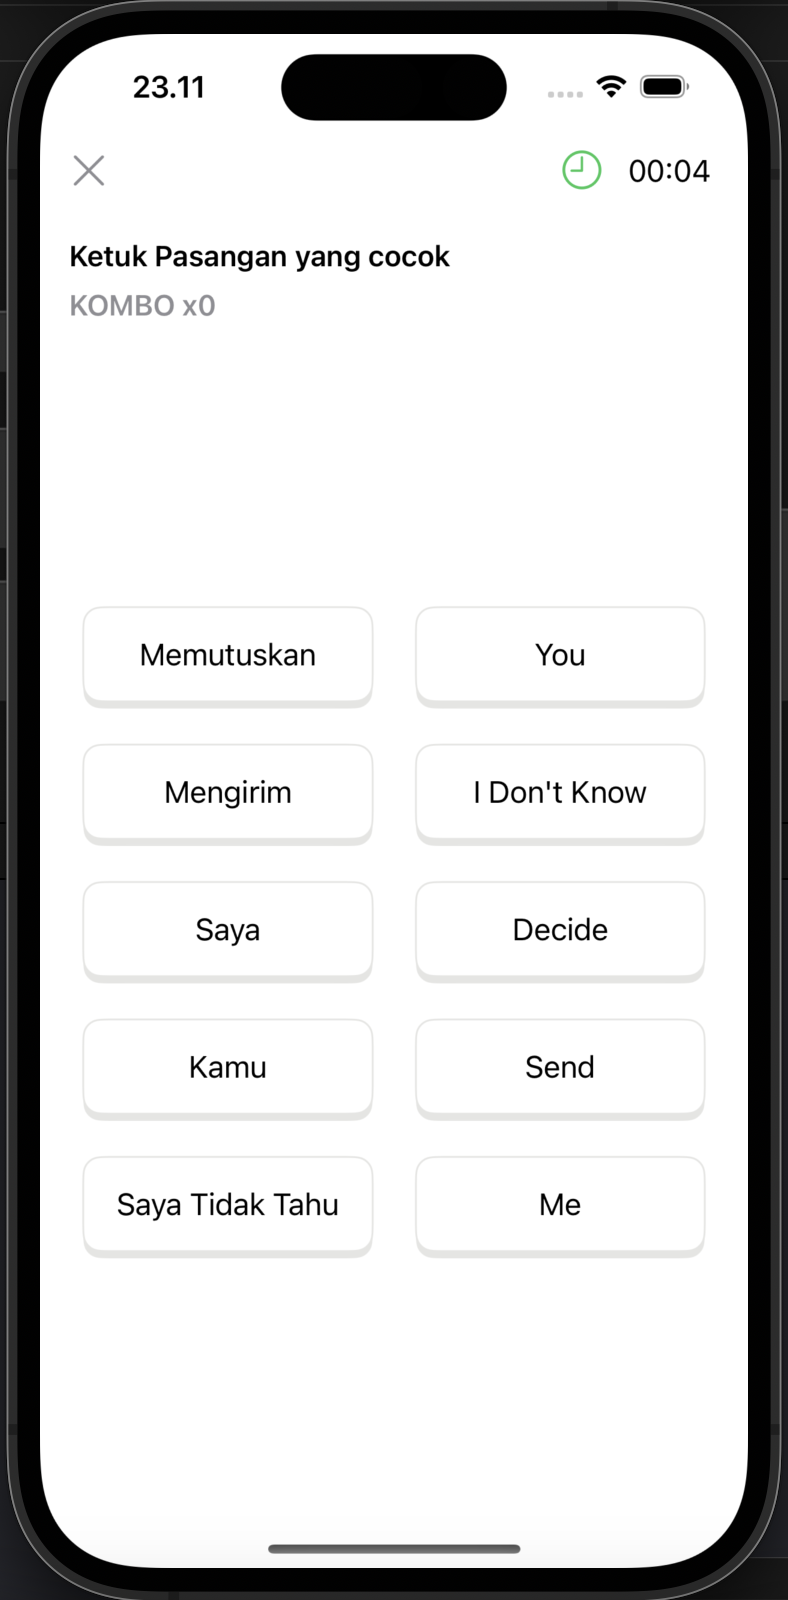 23.11
00:04
Ketuk Pasangan yang cocok
KOMBO x0
Memutuskan
You
Mengirim
I Don't Know
Saya
Decide
Kamu
Send
Saya Tidak Tahu
Me